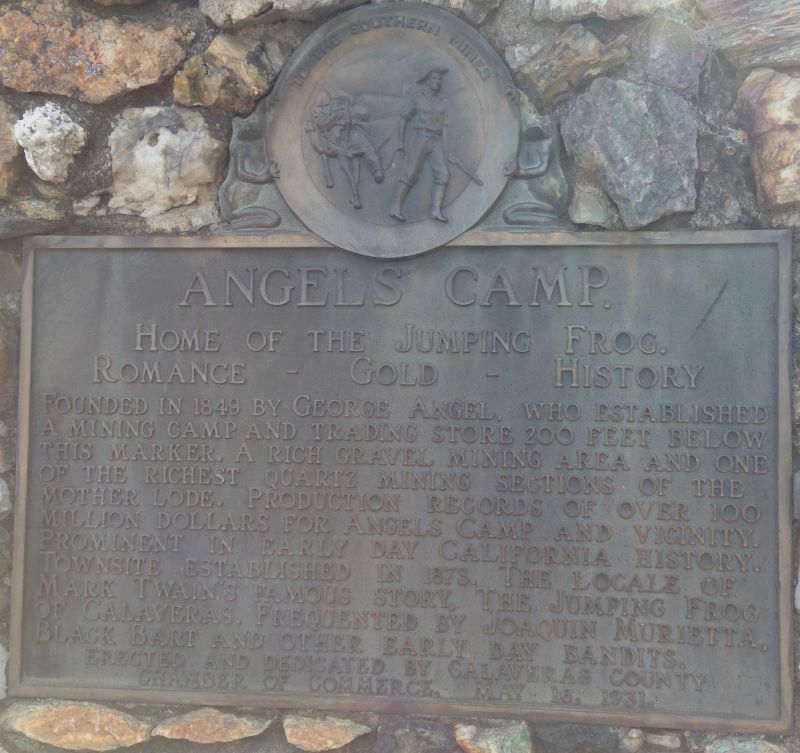 TO THE SOUTHERN MINES
ANGELS CAMP.
HOME OF THE JUMPING FROG.
ROMANCE - GOLD - HISTORY
FOUNDED IN 1849 BY GEORGE ANGEL, WHO ESTABLISHED
A MINING CAMP AND TRADING STORE 200 FEET BELOW
THIS MARKER. A RICH GRAVEL MINING AREA AND ONE
OF THE RICHEST QUARTZ MINING SECTIONS OF THE
MOTHER LODE. PRODUCTION RECORDS OF OVER 100
MILLION DOLLARS FOR ANGELS CAMP AND VICINITY.
PROMINENT IN EARLY DAY CALIFORNIA HISTORY.
TOWNSITE ESTABLISHED IN 1873. THE LOCALE OF
MARK TWAIN'S FAMOUS STORY, THE JUMPING FROG
OF CALAVERAS. FREQUENTED BY JOAQUIN MURIETTA,
BLACK BART AND OTHER EARLY DAY BANDITS.
ERECTED AND DEDICATED BY CALAVERAS COUNTY
CHAMBER OF COMMERCE. MAY 16, 1931.